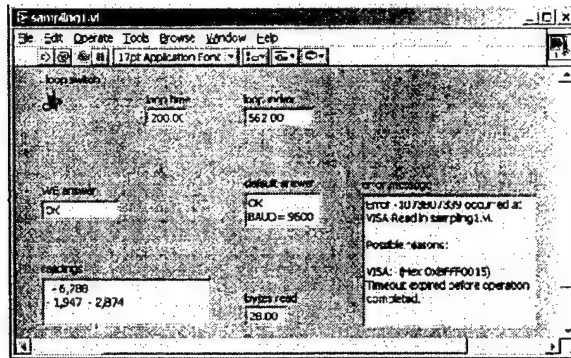 sampling1.vi
File Edit Operate Tools Browse Window Help
17pt Application Font
loop switch
loop time
200.00
loop index
562.00
WE answer
OK
default answer
OK
BAUD = 9600
error message
Error -1073807339 occurred at
VISA Read in sampling1.vi.
Possible reasons:
VISA: (Hex 0xBFFF0015)
Timeout expired before operation
completed.
readings
- 6,788
- 1,947 - 2,874
bytes read
28.00